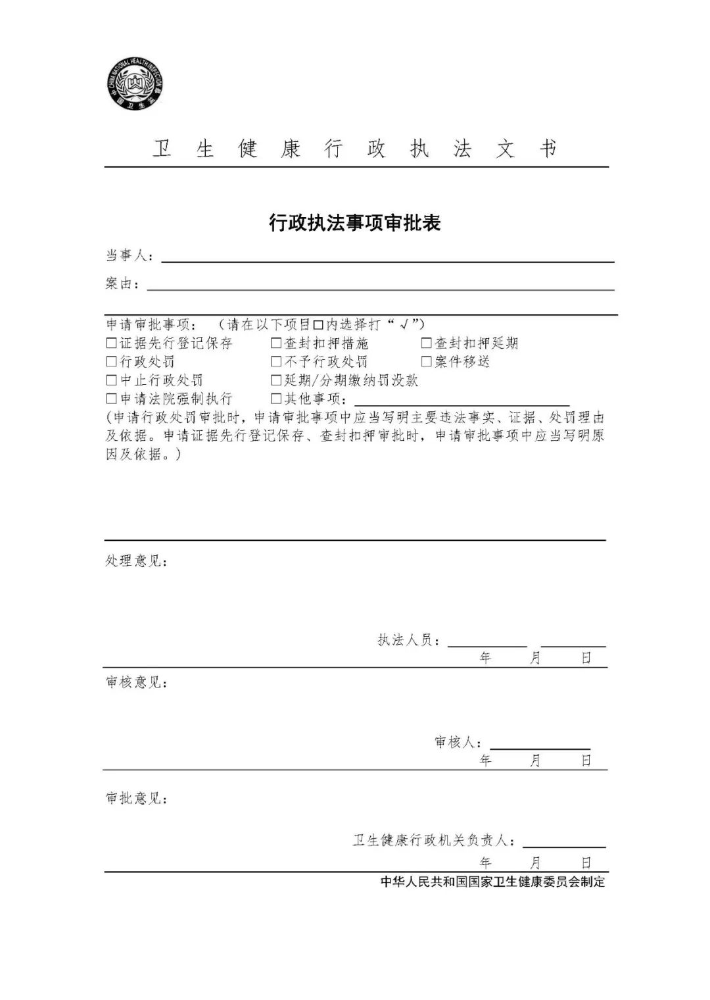 CHINA NATIONAL HEALTH INSPECTION
中国卫生监督
卫生健康行政执法文书
行政执法事项审批表
当事人：
案由：
申请审批事项：（请在以下项目□内选择打“√”）
□证据先行登记保存 □查封扣押措施 □查封扣押延期
□行政处罚 □不予行政处罚 □案件移送
□中止行政处罚 □延期/分期缴纳罚没款
□申请法院强制执行 □其他事项：
(申请行政处罚审批时，申请审批事项中应当写明主要违法事实、证据、处罚理由
及依据。申请证据先行登记保存、查封扣押审批时，申请审批事项中应当写明原
因及依据。)
处理意见：
执法人员：
年 月 日
审核意见：
审核人：
年 月 日
审批意见：
卫生健康行政机关负责人：
年 月 日
中华人民共和国国家卫生健康委员会制定